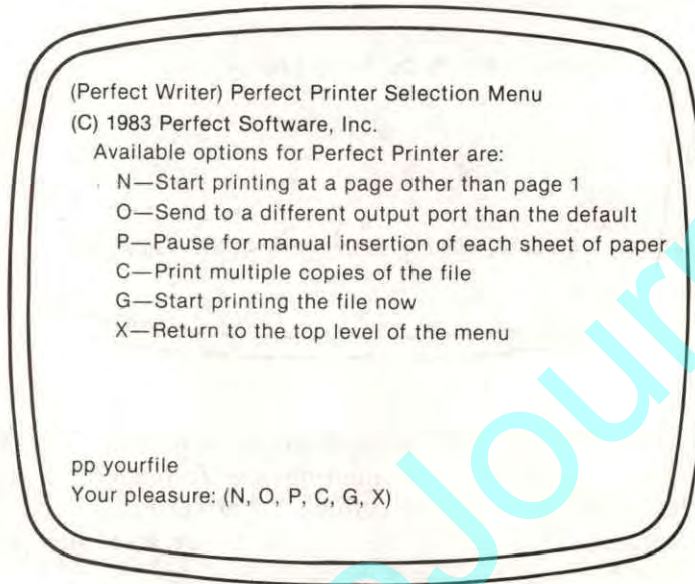 (Perfect Writer) Perfect Printer Selection Menu
(C) 1983 Perfect Software, Inc.
Available options for Perfect Printer are:
N—Start printing at a page other than page 1
O—Send to a different output port than the default
P—Pause for manual insertion of each sheet of paper
C—Print multiple copies of the file
G—Start printing the file now
X—Return to the top level of the menu
pp yourfile
Your pleasure: (N, O, P, C, G, X)